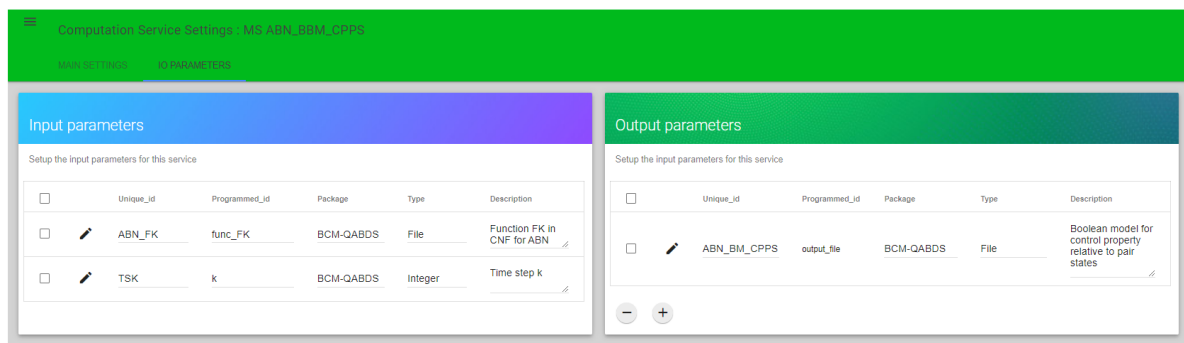 Computation Service Settings : MS ABN_BBM_CPPS
MAIN SETTINGS IO PARAMETERS
Input parameters
Setup the input parameters for this service
Unique_id Programmed_id Package Type Description
ABN_FK func_FK BCM-QABDS File Function FK in
CNF for ABN
TSK k BCM-QABDS Integer Time step k
Output parameters
Setup the input parameters for this service
Unique_id Programmed_id Package Type Description
ABN_BM_CPPS output_file BCM-QABDS File Boolean model for
control property
relative to pair
states